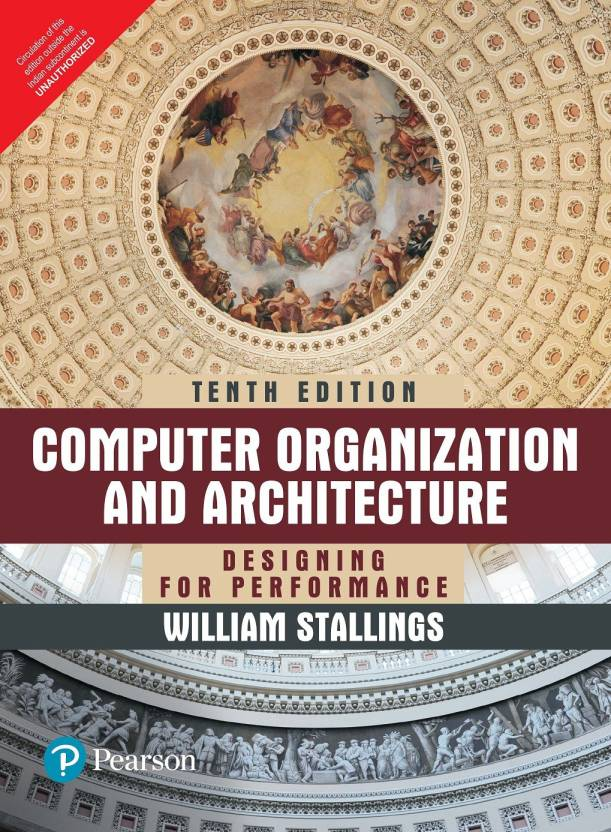 Circulation of this
edition outside the
Indian subcontinent is
UNAUTHORIZED
TENTH EDITION
COMPUTER ORGANIZATION
AND ARCHITECTURE
DESIGNING
FOR PERFORMANCE
WILLIAM STALLINGS
P Pearson